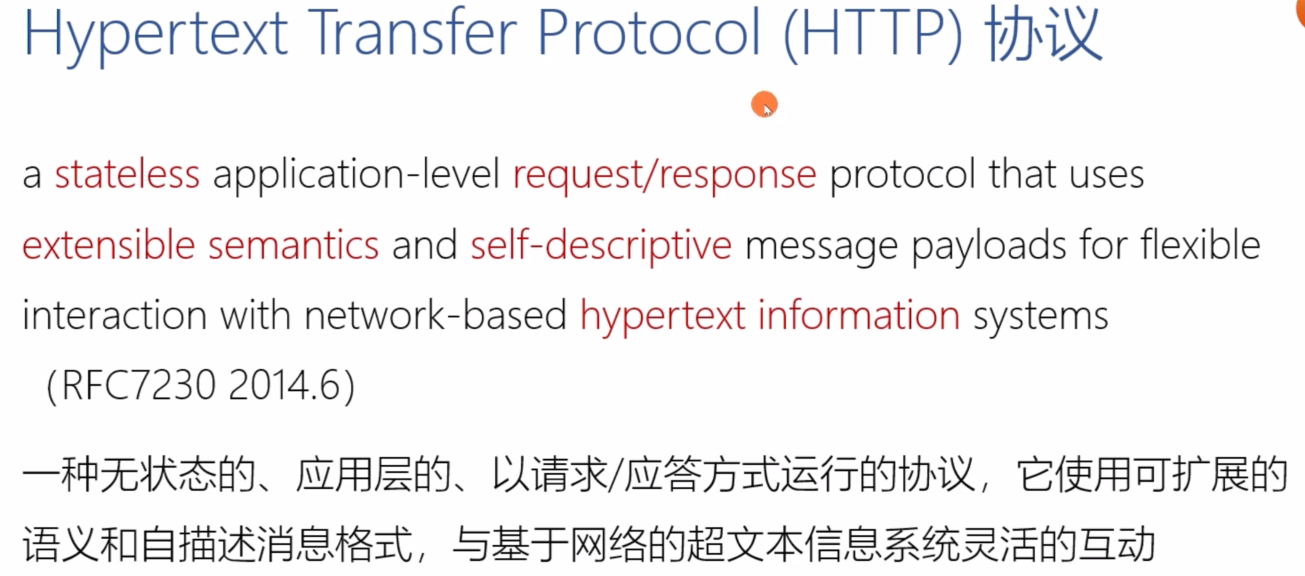 Hypertext Transfer Protocol (HTTP) 协议
a stateless application-level request/response protocol that uses
extensible semantics and self-descriptive message payloads for flexible
interaction with network-based hypertext information systems
（RFC7230 2014.6）
一种无状态的、应用层的、以请求/应答方式运行的协议，它使用可扩展的
语义和自描述消息格式，与基于网络的超文本信息系统灵活的互动